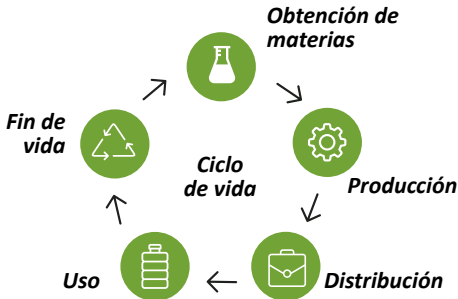 Obtención de
materias
Fin de
vida
Ciclo
de vida
Producción
Uso
Distribución